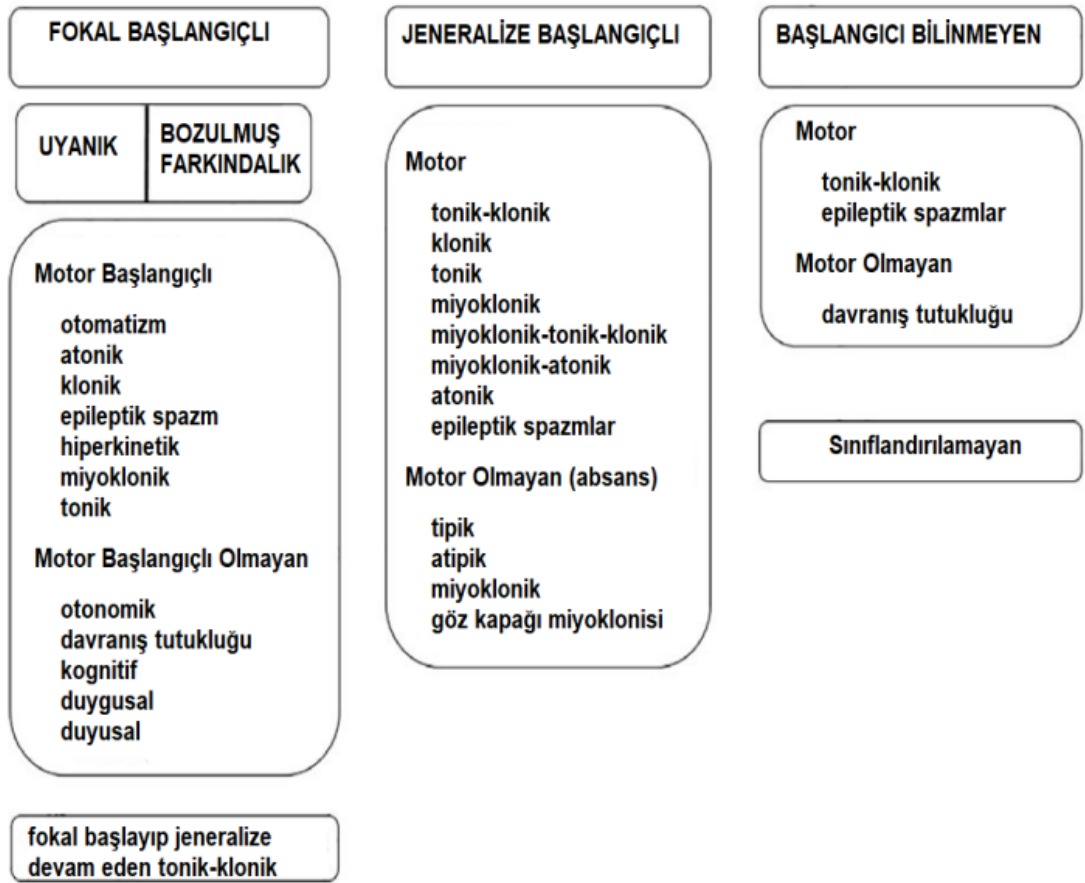 FOKAL BAŞLANGIÇLI
UYANIK
BOZULMUŞ
FARKINDALIK
Motor Başlangıçlı
otomatizm
atonik
klonik
epileptik spazm
hiperkinetik
miyoklonik
tonik
Motor Başlangıçlı Olmayan
otonomik
davranış tutukluğu
kognitif
duygusal
duyusal
fokal başlayıp jeneralize
devam eden tonik-klonik
JENERALİZE BAŞLANGIÇLI
Motor
tonik-klonik
klonik
tonik
miyoklonik
miyoklonik-tonik-klonik
miyoklonik-atonik
atonik
epileptik spazmlar
Motor Olmayan (absans)
tipik
atipik
miyoklonik
göz kapağı miyoklonisi
BAŞLANGICI BİLİNMEYEN
Motor
tonik-klonik
epileptik spazmlar
Motor Olmayan
davranış tutukluğu
Sınıflandırılamayan